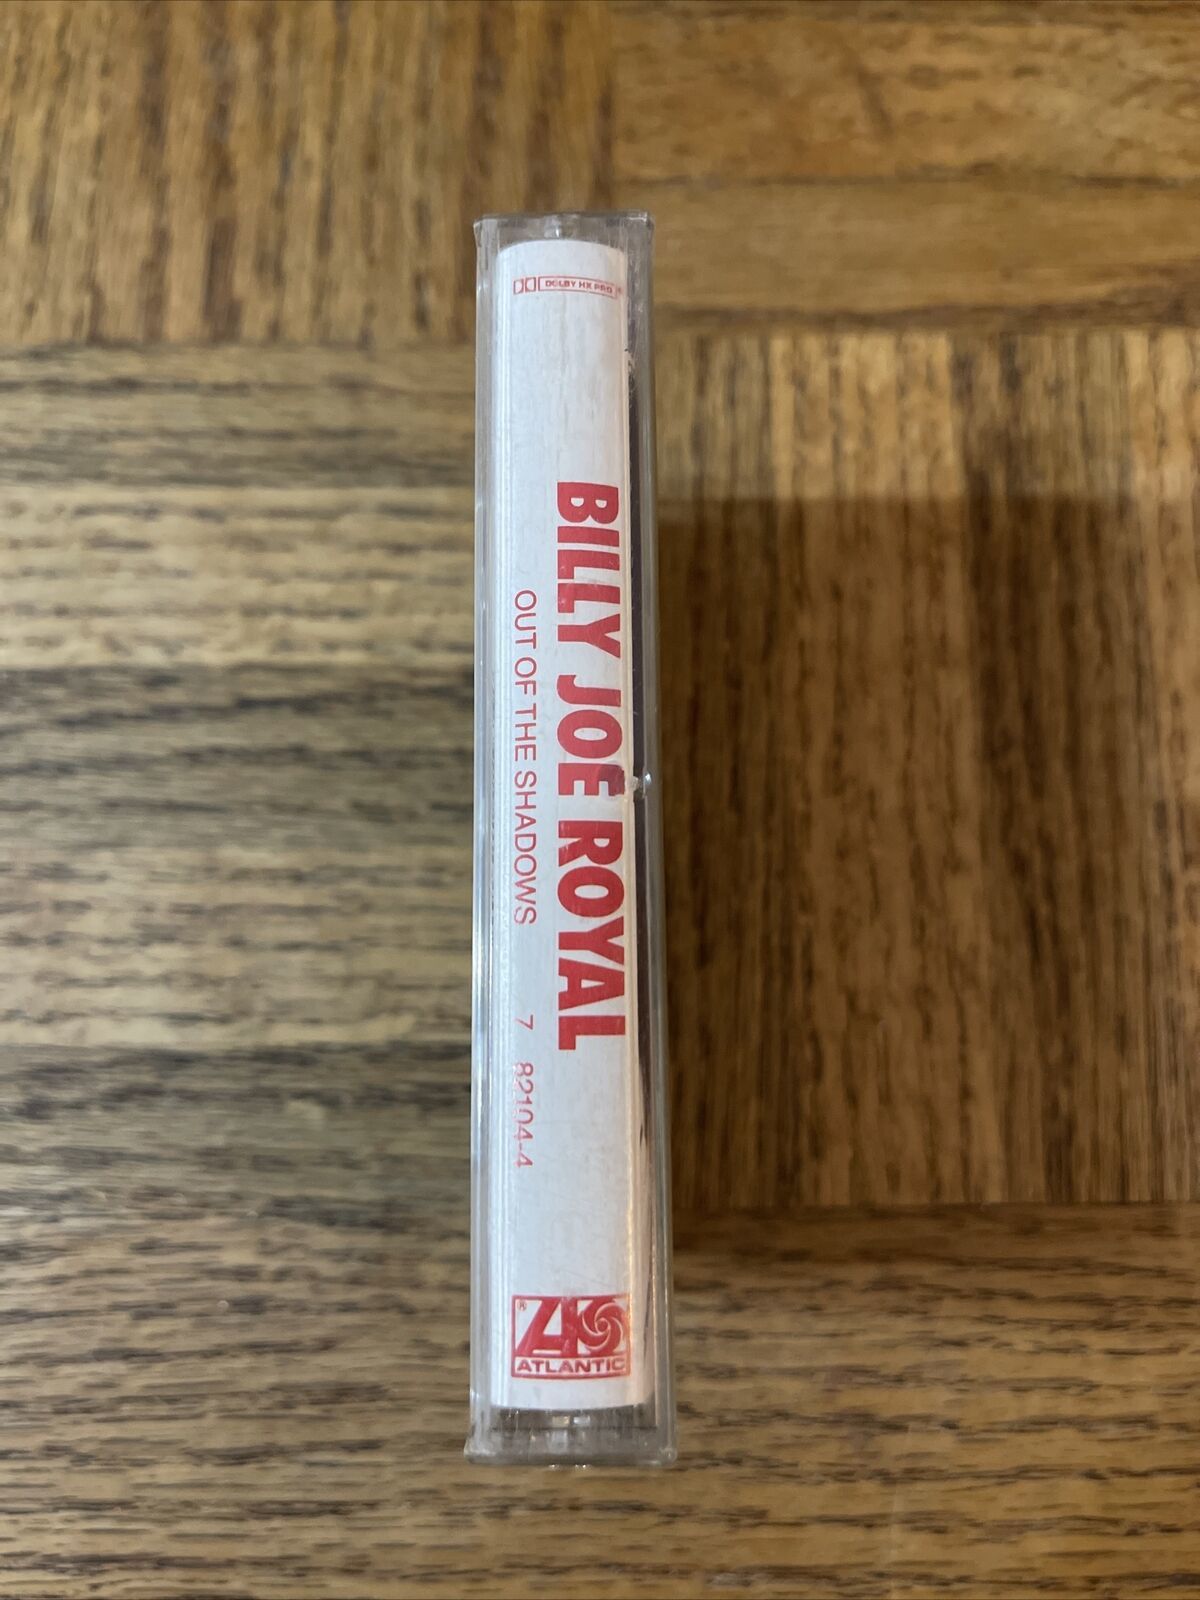 DOLBY HX PRO
BILLY JOE ROYAL
OUT OF THE SHADOWS 7 82104-4
®
ATLANTIC